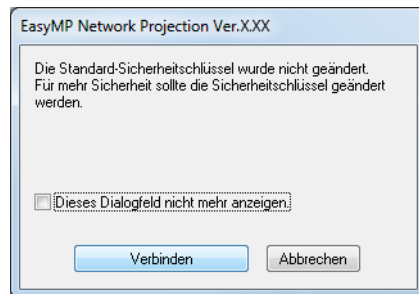 EasyMP Network Projection Ver.X.XX
Die Standard-Sicherheitschlüssel wurde nicht geändert.
Für mehr Sicherheit sollte die Sicherheitschlüssel geändert
werden.
Dieses Dialogfeld nicht mehr anzeigen.
Verbinden
Abbrechen